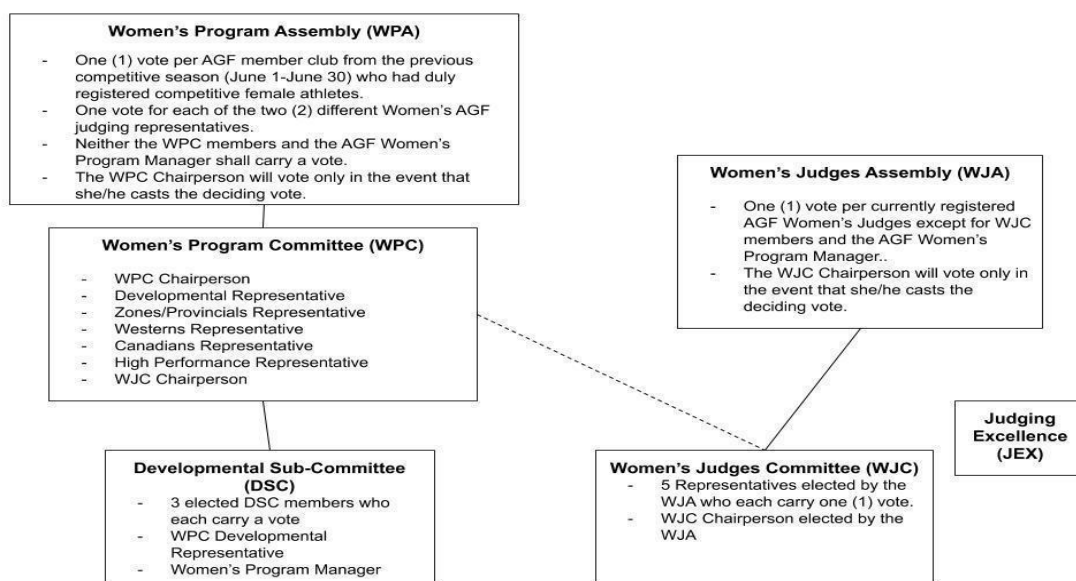 Women's Program Assembly (WPA)
- One (1) vote per AGF member club from the previous
competitive season (June 1-June 30) who had duly
registered competitive female athletes.
- One vote for each of the two (2) different Women's AGF
judging representatives.
- Neither the WPC members and the AGF Women's
Program Manager shall carry a vote.
- The WPC Chairperson will vote only in the event that
she/he casts the deciding vote.
Women's Judges Assembly (WJA)
- One (1) vote per currently registered
AGF Women's Judges except for WJC
members and the AGF Women's
Program Manager..
- The WJC Chairperson will vote only in
the event that she/he casts the
deciding vote.
Women's Program Committee (WPC)
- WPC Chairperson
- Developmental Representative
- Zones/Provincials Representative
- Westerns Representative
- Canadians Representative
- High Performance Representative
- WJC Chairperson
Judging
Excellence
(JEX)
Developmental Sub-Committee
(DSC)
- 3 elected DSC members who
each carry a vote
- WPC Developmental
Representative
- Women's Program Manager
Women's Judges Committee (WJC)
- 5 Representatives elected by the
WJA who each carry one (1) vote.
- WJC Chairperson elected by the
WJA